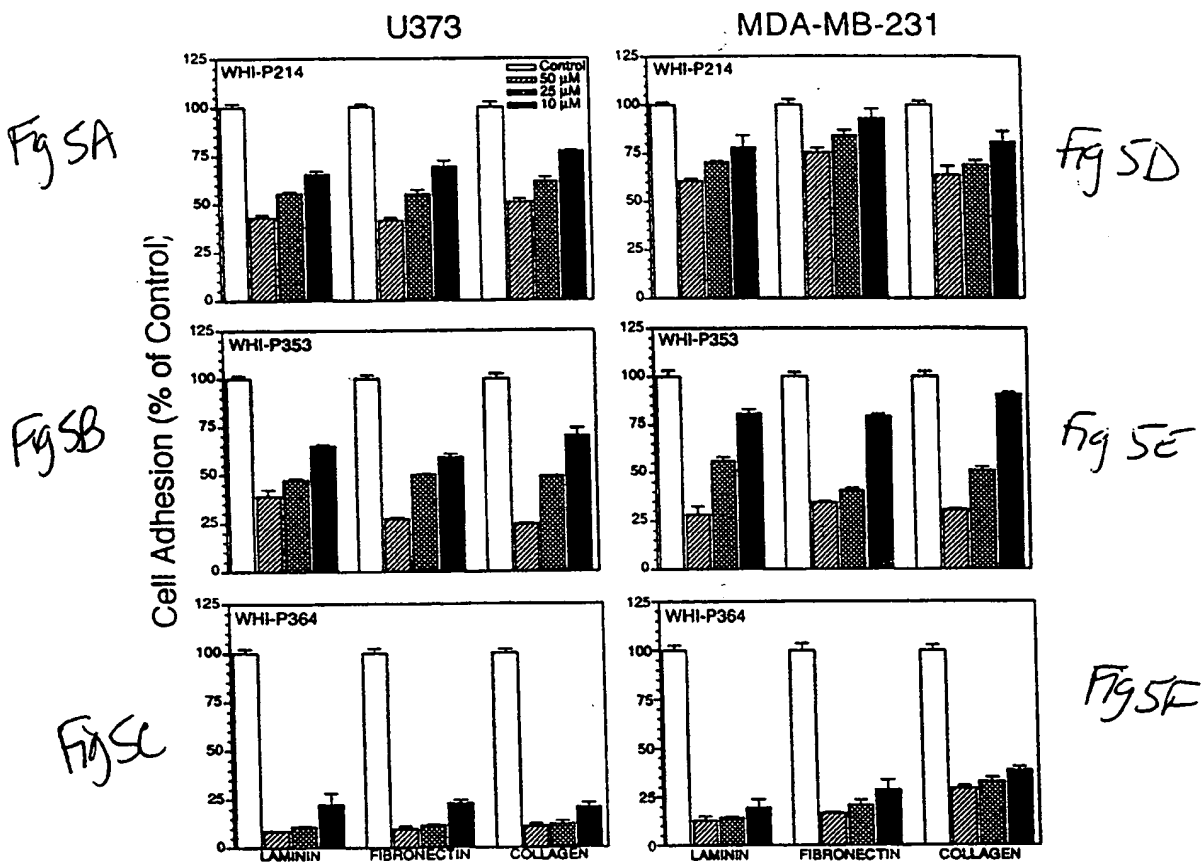 U373
MDA-MB-231
Fig 5A
WHI-P214
Control
50 µM
25 µM
10 µM
125
100
75
50
25
0
WHI-P214
125
100
75
50
25
0
Fig 5D
Cell Adhesion (% of Control)
Fig 5B
WHI-P353
125
100
75
50
25
0
WHI-P353
125
100
75
50
25
0
Fig 5E
Fig 5C
WHI-P364
125
100
75
50
25
0
LAMININ FIBRONECTIN COLLAGEN
WHI-P364
125
100
75
50
25
0
LAMININ FIBRONECTIN COLLAGEN
Fig 5F